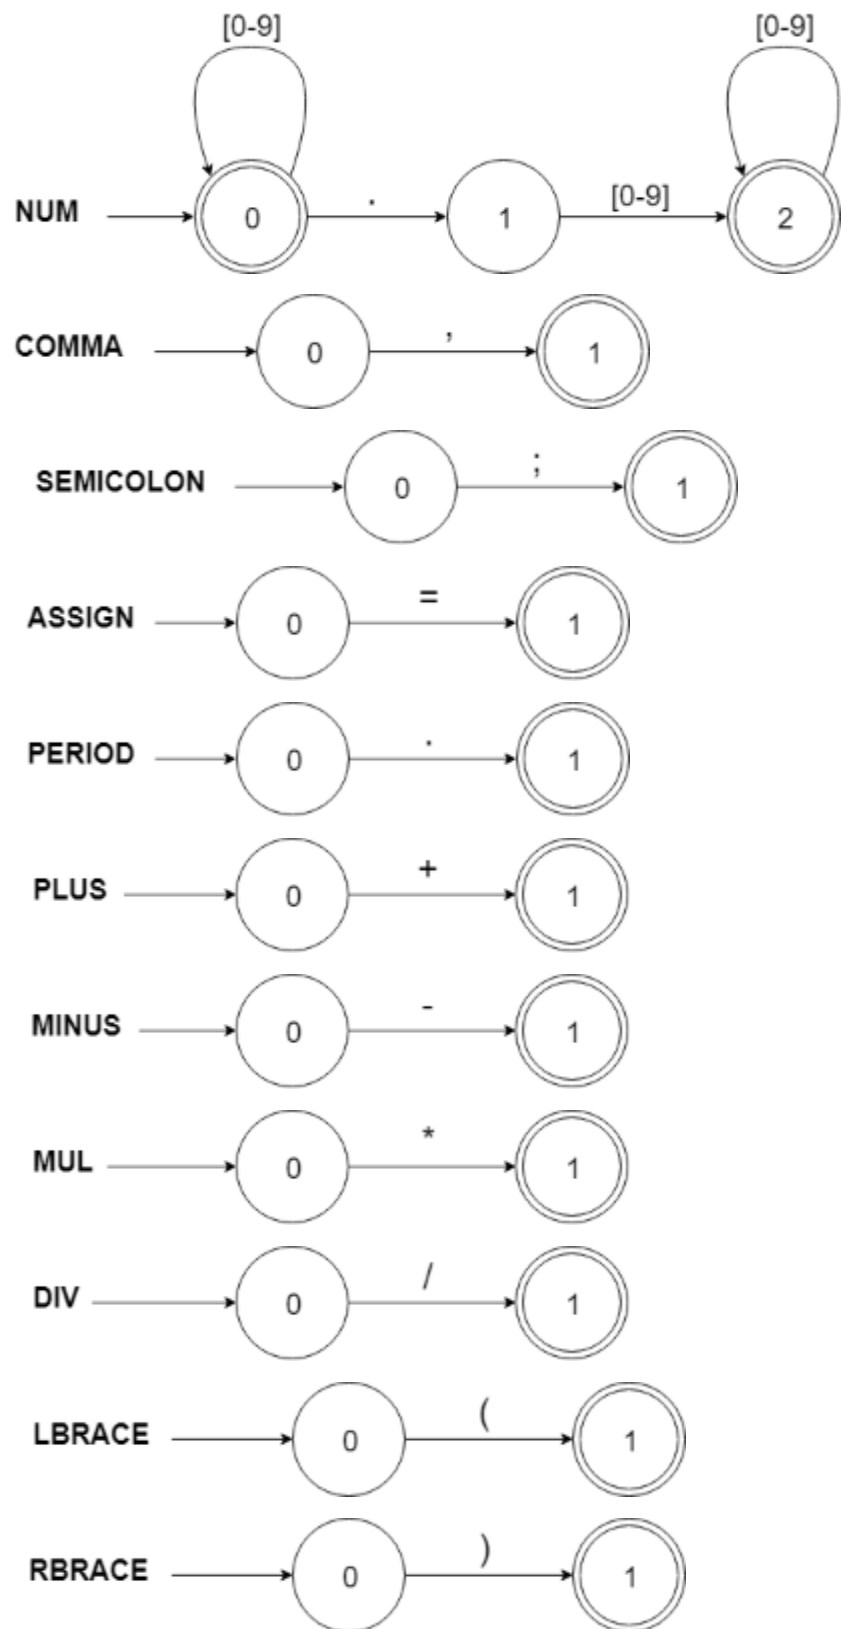 [0-9] [0-9]
NUM 0 . 1 [0-9] 2
COMMA 0 , 1
SEMICOLON 0 ; 1
ASSIGN 0 = 1
PERIOD 0 . 1
PLUS 0 + 1
MINUS 0 - 1
MUL 0 * 1
DIV 0 / 1
LBRACE 0 ( 1
RBRACE 0 ) 1